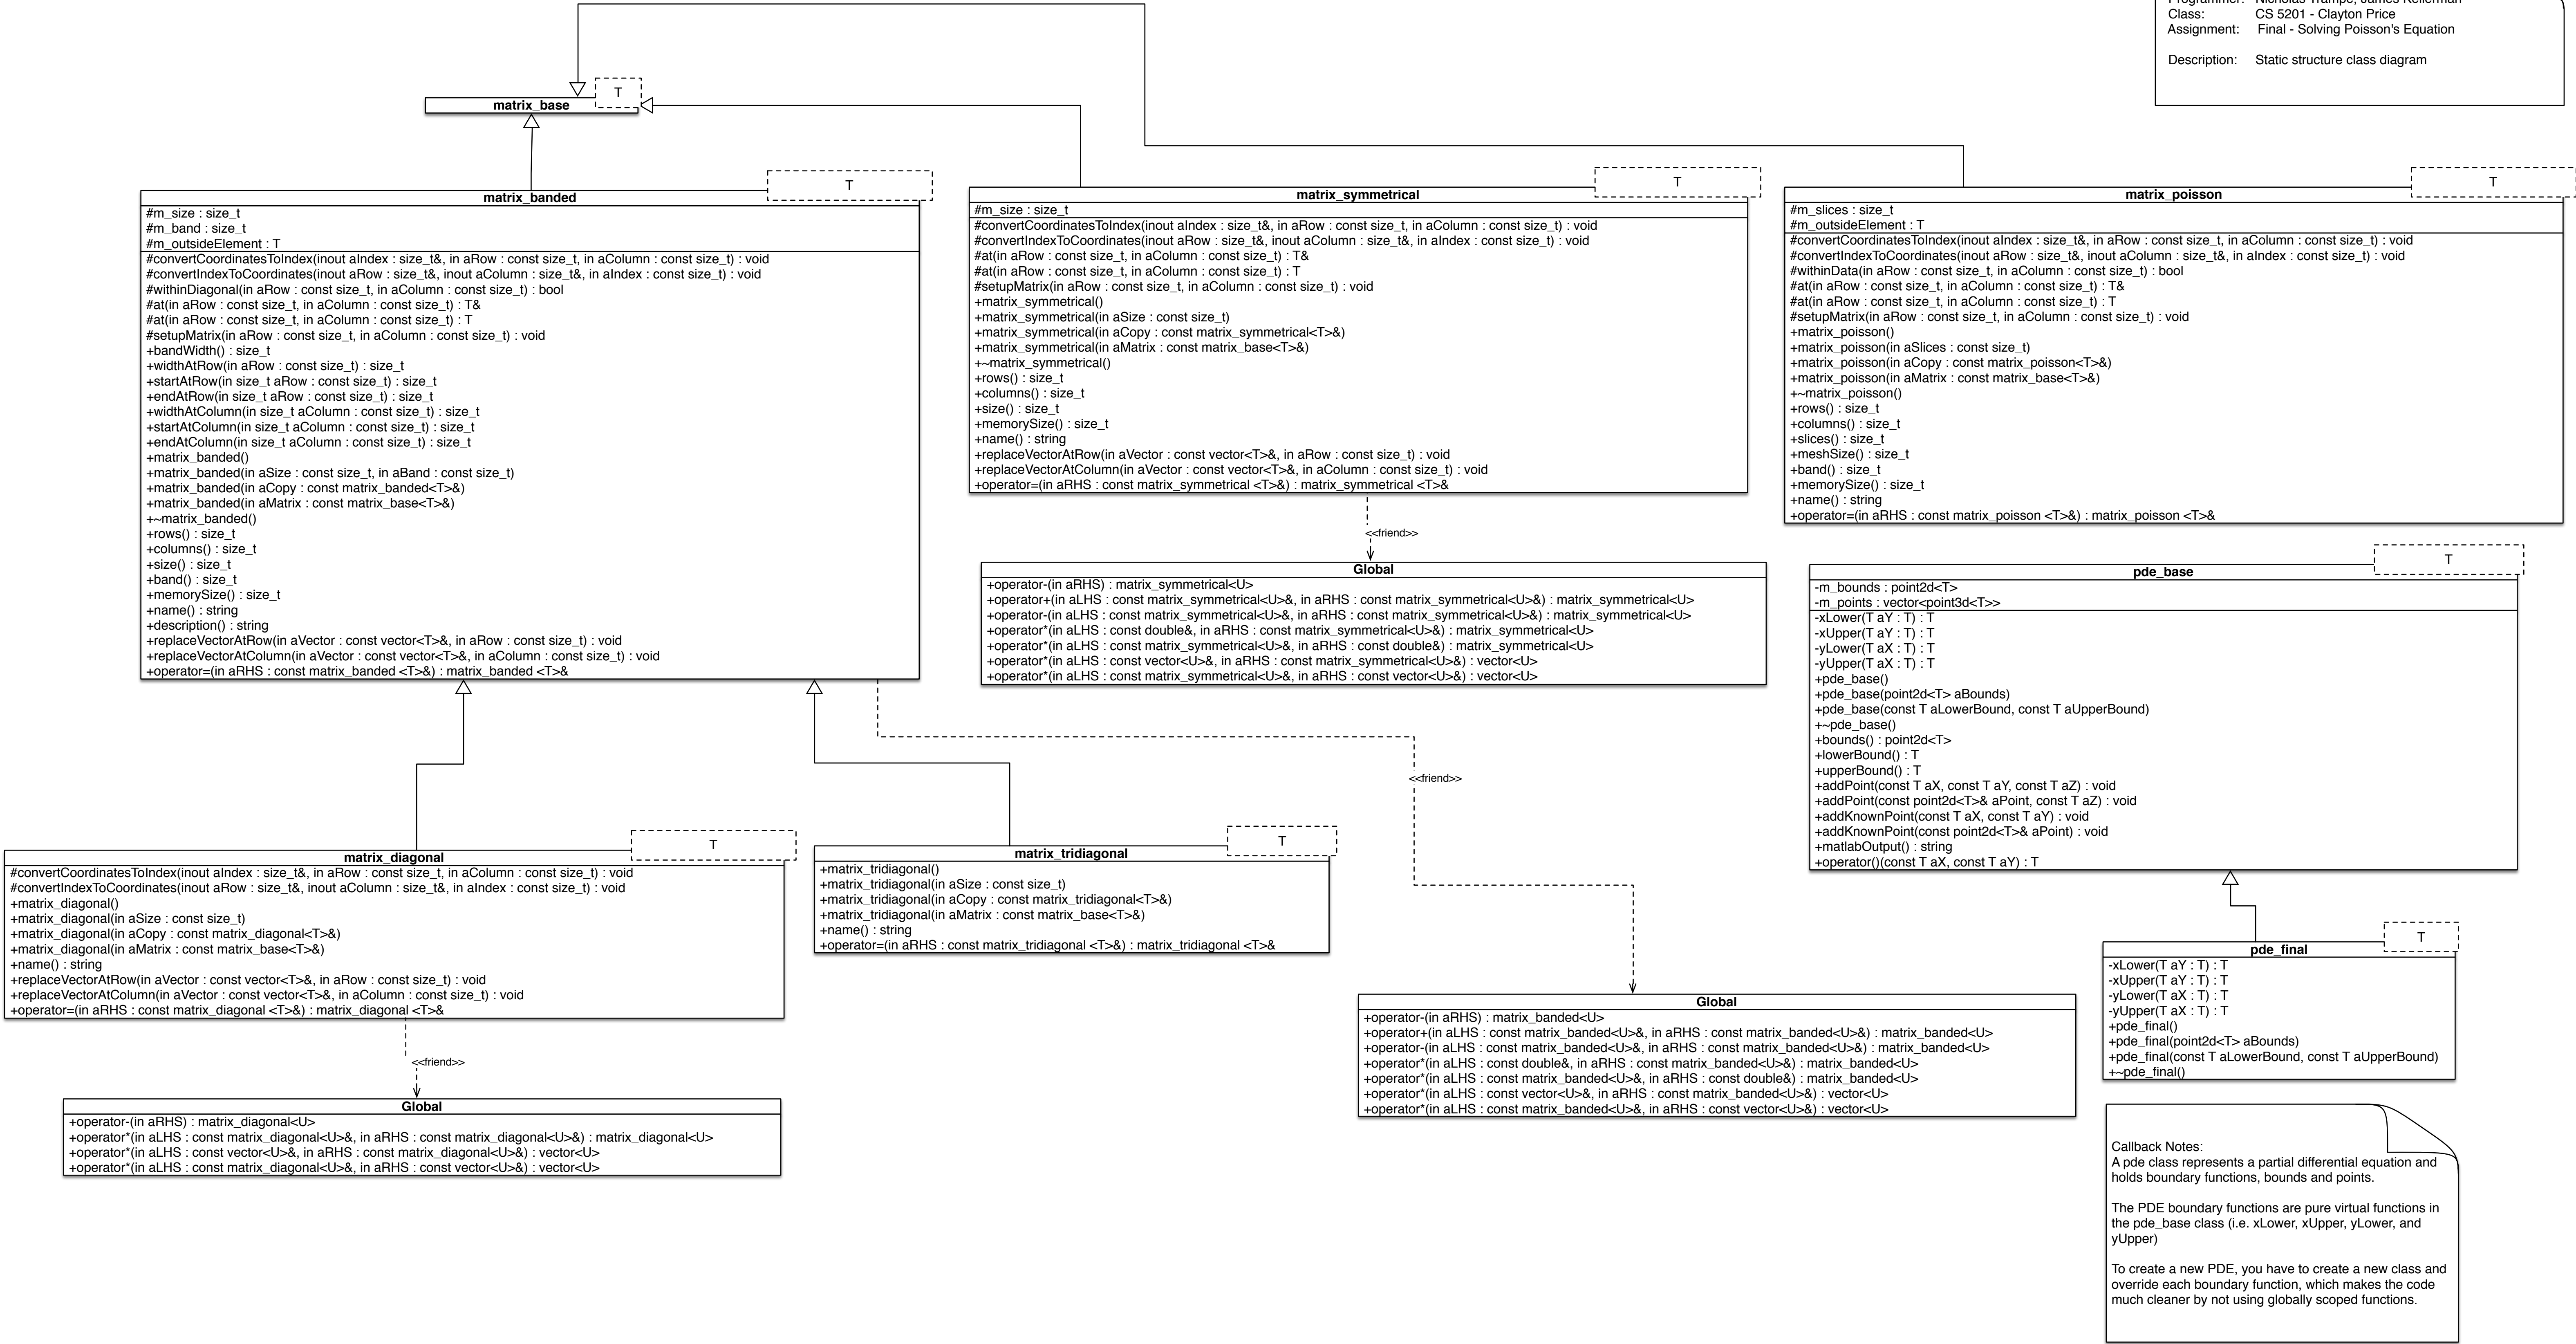 Programmer: Nicholas Trampe, James Kellerman
Class: CS 5201 - Clayton Price
Assignment: Final - Solving Poisson's Equation
Description: Static structure class diagram
T
matrix_base
T
matrix_banded
#m_size : size_t
#m_band : size_t
#m_outsideElement : T
#convertCoordinatesToIndex(inout aIndex : size_t&, in aRow : const size_t, in aColumn : const size_t) : void
#convertIndexToCoordinates(inout aRow : size_t&, inout aColumn : size_t&, in aIndex : const size_t) : void
#withinDiagonal(in aRow : const size_t, in aColumn : const size_t) : bool
#at(in aRow : const size_t, in aColumn : const size_t) : T&
#at(in aRow : const size_t, in aColumn : const size_t) : T
#setupMatrix(in aRow : const size_t, in aColumn : const size_t) : void
+bandWidth() : size_t
+widthAtRow(in aRow : const size_t) : size_t
+startAtRow(in size_t aRow : const size_t) : size_t
+endAtRow(in size_t aRow : const size_t) : size_t
+widthAtColumn(in size_t aColumn : const size_t) : size_t
+startAtColumn(in size_t aColumn : const size_t) : size_t
+endAtColumn(in size_t aColumn : const size_t) : size_t
+matrix_banded()
+matrix_banded(in aSize : const size_t, in aBand : const size_t)
+matrix_banded(in aCopy : const matrix_banded<T>&)
+matrix_banded(in aMatrix : const matrix_base<T>&)
+~matrix_banded()
+rows() : size_t
+columns() : size_t
+size() : size_t
+band() : size_t
+memorySize() : size_t
+name() : string
+description() : string
+replaceVectorAtRow(in aVector : const vector<T>&, in aRow : const size_t) : void
+replaceVectorAtColumn(in aVector : const vector<T>&, in aColumn : const size_t) : void
+operator=(in aRHS : const matrix_banded <T>&) : matrix_banded <T>&
T
matrix_symmetrical
#m_size : size_t
#convertCoordinatesToIndex(inout aIndex : size_t&, in aRow : const size_t, in aColumn : const size_t) : void
#convertIndexToCoordinates(inout aRow : size_t&, inout aColumn : size_t&, in aIndex : const size_t) : void
#at(in aRow : const size_t, in aColumn : const size_t) : T&
#at(in aRow : const size_t, in aColumn : const size_t) : T
#setupMatrix(in aRow : const size_t, in aColumn : const size_t) : void
+matrix_symmetrical()
+matrix_symmetrical(in aSize : const size_t)
+matrix_symmetrical(in aCopy : const matrix_symmetrical<T>&)
+matrix_symmetrical(in aMatrix : const matrix_base<T>&)
+~matrix_symmetrical()
+rows() : size_t
+columns() : size_t
+size() : size_t
+memorySize() : size_t
+name() : string
+replaceVectorAtRow(in aVector : const vector<T>&, in aRow : const size_t) : void
+replaceVectorAtColumn(in aVector : const vector<T>&, in aColumn : const size_t) : void
+operator=(in aRHS : const matrix_symmetrical <T>&) : matrix_symmetrical <T>&
T
matrix_poisson
#m_slices : size_t
#m_outsideElement : T
#convertCoordinatesToIndex(inout aIndex : size_t&, in aRow : const size_t, in aColumn : const size_t) : void
#convertIndexToCoordinates(inout aRow : size_t&, inout aColumn : size_t&, in aIndex : const size_t) : void
#withinData(in aRow : const size_t, in aColumn : const size_t) : bool
#at(in aRow : const size_t, in aColumn : const size_t) : T&
#at(in aRow : const size_t, in aColumn : const size_t) : T
#setupMatrix(in aRow : const size_t, in aColumn : const size_t) : void
+matrix_poisson()
+matrix_poisson(in aSlices : const size_t)
+matrix_poisson(in aCopy : const matrix_poisson<T>&)
+matrix_poisson(in aMatrix : const matrix_base<T>&)
+~matrix_poisson()
+rows() : size_t
+columns() : size_t
+slices() : size_t
+meshSize() : size_t
+band() : size_t
+memorySize() : size_t
+name() : string
+operator=(in aRHS : const matrix_poisson <T>&) : matrix_poisson <T>&
<<friend>>
Global
+operator-(in aRHS) : matrix_symmetrical<U>
+operator+(in aLHS : const matrix_symmetrical<U>&, in aRHS : const matrix_symmetrical<U>&) : matrix_symmetrical<U>
+operator-(in aLHS : const matrix_symmetrical<U>&, in aRHS : const matrix_symmetrical<U>&) : matrix_symmetrical<U>
+operator*(in aLHS : const double&, in aRHS : const matrix_symmetrical<U>&) : matrix_symmetrical<U>
+operator*(in aLHS : const matrix_symmetrical<U>&, in aRHS : const double&) : matrix_symmetrical<U>
+operator*(in aLHS : const vector<U>&, in aRHS : const matrix_symmetrical<U>&) : vector<U>
+operator*(in aLHS : const matrix_symmetrical<U>&, in aRHS : const vector<U>&) : vector<U>
T
pde_base
-m_bounds : point2d<T>
-m_points : vector<point3d<T>>
-xLower(T aY : T) : T
-xUpper(T aY : T) : T
-yLower(T aX : T) : T
-yUpper(T aX : T) : T
+pde_base()
+pde_base(point2d<T> aBounds)
+pde_base(const T aLowerBound, const T aUpperBound)
+~pde_base()
+bounds() : point2d<T>
+lowerBound() : T
+upperBound() : T
+addPoint(const T aX, const T aY, const T aZ) : void
+addPoint(const point2d<T>& aPoint, const T aZ) : void
+addKnownPoint(const T aX, const T aY) : void
+addKnownPoint(const point2d<T>& aPoint) : void
+matlabOutput() : string
+operator()(const T aX, const T aY) : T
<<friend>>
T
matrix_diagonal
#convertCoordinatesToIndex(inout aIndex : size_t&, in aRow : const size_t, in aColumn : const size_t) : void
#convertIndexToCoordinates(inout aRow : size_t&, inout aColumn : size_t&, in aIndex : const size_t) : void
+matrix_diagonal()
+matrix_diagonal(in aSize : const size_t)
+matrix_diagonal(in aCopy : const matrix_diagonal<T>&)
+matrix_diagonal(in aMatrix : const matrix_base<T>&)
+name() : string
+replaceVectorAtRow(in aVector : const vector<T>&, in aRow : const size_t) : void
+replaceVectorAtColumn(in aVector : const vector<T>&, in aColumn : const size_t) : void
+operator=(in aRHS : const matrix_diagonal <T>&) : matrix_diagonal <T>&
T
matrix_tridiagonal
+matrix_tridiagonal()
+matrix_tridiagonal(in aSize : const size_t)
+matrix_tridiagonal(in aCopy : const matrix_tridiagonal<T>&)
+matrix_tridiagonal(in aMatrix : const matrix_base<T>&)
+name() : string
+operator=(in aRHS : const matrix_tridiagonal <T>&) : matrix_tridiagonal <T>&
T
pde_final
-xLower(T aY : T) : T
-xUpper(T aY : T) : T
-yLower(T aX : T) : T
-yUpper(T aX : T) : T
+pde_final()
+pde_final(point2d<T> aBounds)
+pde_final(const T aLowerBound, const T aUpperBound)
+~pde_final()
Global
+operator-(in aRHS) : matrix_banded<U>
+operator+(in aLHS : const matrix_banded<U>&, in aRHS : const matrix_banded<U>&) : matrix_banded<U>
+operator-(in aLHS : const matrix_banded<U>&, in aRHS : const matrix_banded<U>&) : matrix_banded<U>
+operator*(in aLHS : const double&, in aRHS : const matrix_banded<U>&) : matrix_banded<U>
+operator*(in aLHS : const matrix_banded<U>&, in aRHS : const double&) : matrix_banded<U>
+operator*(in aLHS : const vector<U>&, in aRHS : const matrix_banded<U>&) : vector<U>
+operator*(in aLHS : const matrix_banded<U>&, in aRHS : const vector<U>&) : vector<U>
<<friend>>
Global
+operator-(in aRHS) : matrix_diagonal<U>
+operator*(in aLHS : const matrix_diagonal<U>&, in aRHS : const matrix_diagonal<U>&) : matrix_diagonal<U>
+operator*(in aLHS : const vector<U>&, in aRHS : const matrix_diagonal<U>&) : vector<U>
+operator*(in aLHS : const matrix_diagonal<U>&, in aRHS : const vector<U>&) : vector<U>
Callback Notes:
A pde class represents a partial differential equation and
holds boundary functions, bounds and points.
The PDE boundary functions are pure virtual functions in
the pde_base class (i.e. xLower, xUpper, yLower, and
yUpper)
To create a new PDE, you have to create a new class and
override each boundary function, which makes the code
much cleaner by not using globally scoped functions.